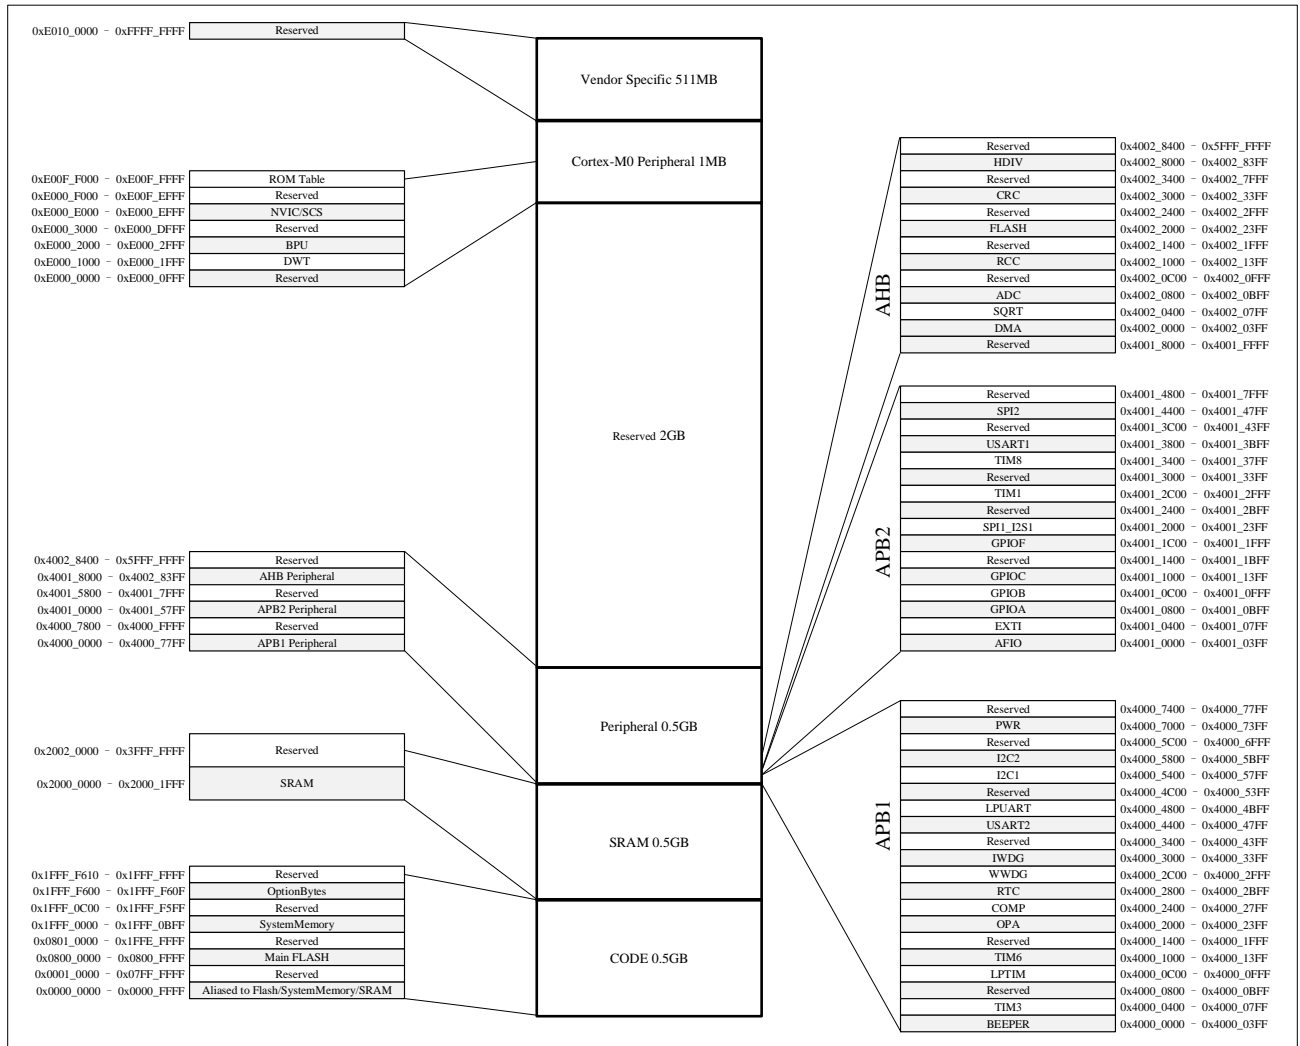 0xE010_0000 - 0xFFFF_FFFF Reserved
0xE00F_F000 - 0xE00F_FFFF ROM Table
0xE000_F000 - 0xE00F_EFFF Reserved
0xE000_E000 - 0xE000_EFFF NVIC/SCS
0xE000_3000 - 0xE000_DFFF Reserved
0xE000_2000 - 0xE000_2FFF BPU
0xE000_1000 - 0xE000_1FFF DWT
0xE000_0000 - 0xE000_0FFF Reserved
0x4002_8400 - 0x5FFF_FFFF Reserved
0x4001_8000 - 0x4002_83FF AHB Peripheral
0x4001_5800 - 0x4001_7FFF Reserved
0x4001_0000 - 0x4001_57FF APB2 Peripheral
0x4000_7800 - 0x4000_FFFF Reserved
0x4000_0000 - 0x4000_77FF APB1 Peripheral
0x2002_0000 - 0x3FFF_FFFF Reserved
0x2000_0000 - 0x2000_1FFF SRAM
0x1FFF_F610 - 0x1FFF_FFFF Reserved
0x1FFF_F600 - 0x1FFF_F60F OptionBytes
0x1FFF_0C00 - 0x1FFF_F5FF Reserved
0x1FFF_0000 - 0x1FFF_0BFF SystemMemory
0x0801_0000 - 0x1FFE_FFFF Reserved
0x0800_0000 - 0x0800_FFFF Main FLASH
0x0001_0000 - 0x07FF_FFFF Reserved
0x0000_0000 - 0x0000_FFFF Aliased to Flash/SystemMemory/SRAM
Vendor Specific 511MB
Cortex-M0 Peripheral 1MB
Reserved 2GB
Peripheral 0.5GB
SRAM 0.5GB
CODE 0.5GB
AHB
Reserved 0x4002_8400 - 0x5FFF_FFFF
HDIV 0x4002_8000 - 0x4002_83FF
Reserved 0x4002_3400 - 0x4002_7FFF
CRC 0x4002_3000 - 0x4002_33FF
Reserved 0x4002_2400 - 0x4002_2FFF
FLASH 0x4002_2000 - 0x4002_23FF
Reserved 0x4002_1400 - 0x4002_1FFF
RCC 0x4002_1000 - 0x4002_13FF
Reserved 0x4002_0C00 - 0x4002_0FFF
ADC 0x4002_0800 - 0x4002_0BFF
SQRT 0x4002_0400 - 0x4002_07FF
DMA 0x4002_0000 - 0x4002_03FF
Reserved 0x4001_8000 - 0x4001_FFFF
APB2
Reserved 0x4001_4800 - 0x4001_7FFF
SPI2 0x4001_4400 - 0x4001_47FF
Reserved 0x4001_3C00 - 0x4001_43FF
USART1 0x4001_3800 - 0x4001_3BFF
TIM8 0x4001_3400 - 0x4001_37FF
Reserved 0x4001_3000 - 0x4001_33FF
TIM1 0x4001_2C00 - 0x4001_2FFF
Reserved 0x4001_2400 - 0x4001_2BFF
SPI1_I2S1 0x4001_2000 - 0x4001_23FF
GPIOF 0x4001_1C00 - 0x4001_1FFF
Reserved 0x4001_1400 - 0x4001_1BFF
GPIOC 0x4001_1000 - 0x4001_13FF
GPIOB 0x4001_0C00 - 0x4001_0FFF
GPIOA 0x4001_0800 - 0x4001_0BFF
EXTI 0x4001_0400 - 0x4001_07FF
AFIO 0x4001_0000 - 0x4001_03FF
APB1
Reserved 0x4000_7400 - 0x4000_77FF
PWR 0x4000_7000 - 0x4000_73FF
Reserved 0x4000_5C00 - 0x4000_6FFF
I2C2 0x4000_5800 - 0x4000_5BFF
I2C1 0x4000_5400 - 0x4000_57FF
Reserved 0x4000_4C00 - 0x4000_53FF
LPUART 0x4000_4800 - 0x4000_4BFF
USART2 0x4000_4400 - 0x4000_47FF
Reserved 0x4000_3400 - 0x4000_43FF
IWDG 0x4000_3000 - 0x4000_33FF
WWDG 0x4000_2C00 - 0x4000_2FFF
RTC 0x4000_2800 - 0x4000_2BFF
COMP 0x4000_2400 - 0x4000_27FF
OPA 0x4000_2000 - 0x4000_23FF
Reserved 0x4000_1400 - 0x4000_1FFF
TIM6 0x4000_1000 - 0x4000_13FF
LPTIM 0x4000_0C00 - 0x4000_0FFF
Reserved 0x4000_0800 - 0x4000_0BFF
TIM3 0x4000_0400 - 0x4000_07FF
BEEPER 0x4000_0000 - 0x4000_03FF